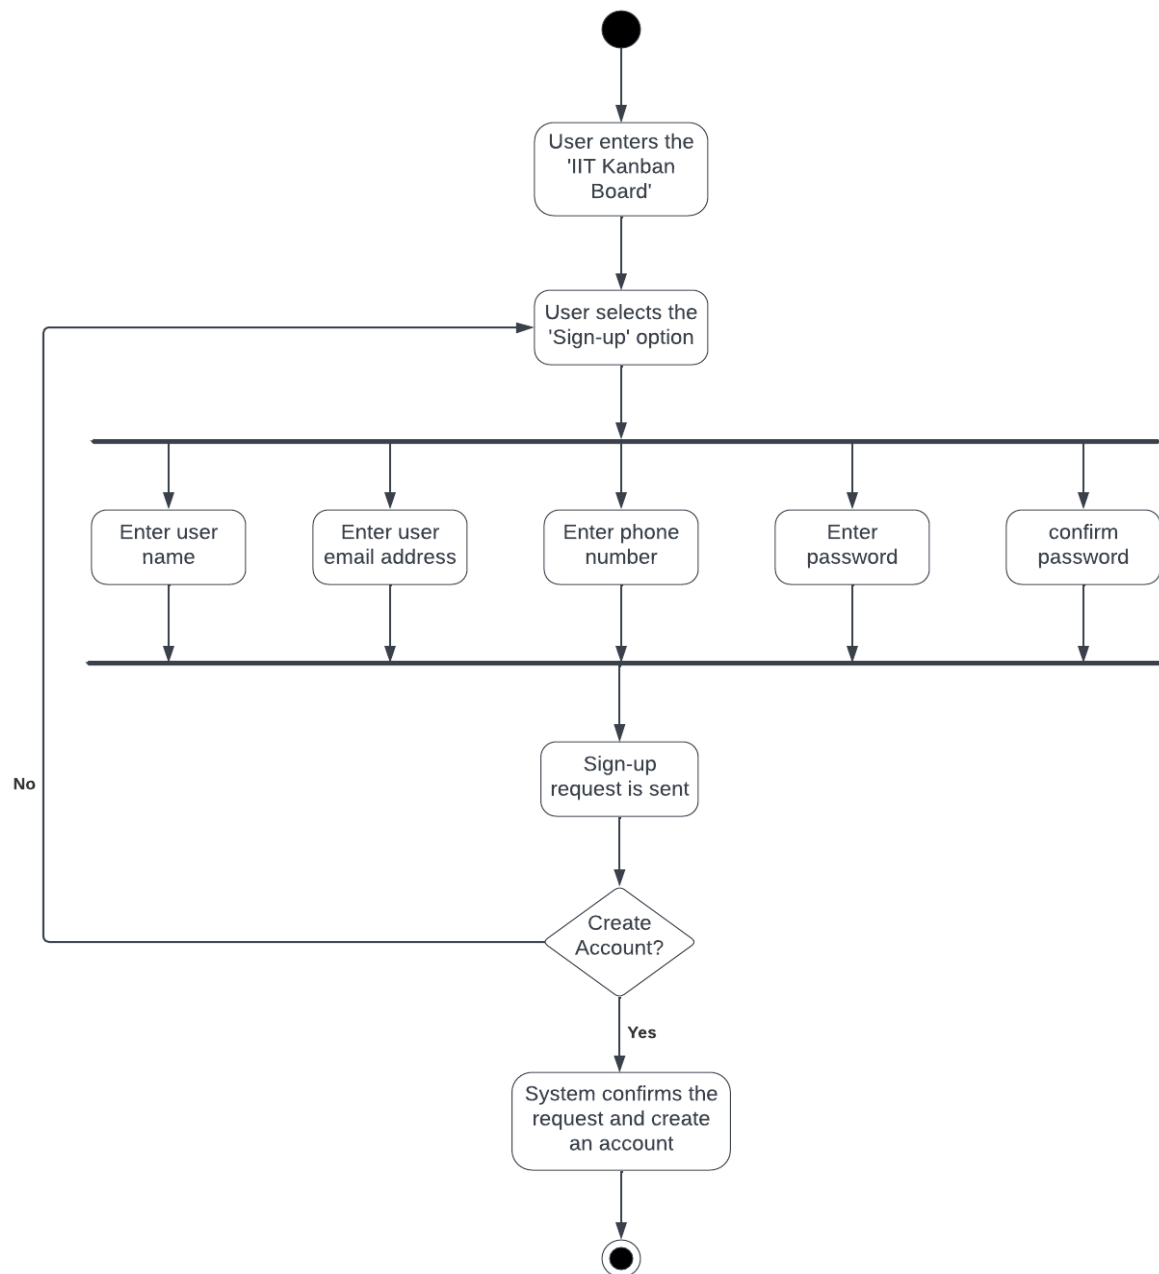 User enters the
'IIT Kanban
Board'
User selects the
'Sign-up' option
Enter user
name
Enter user
email address
Enter phone
number
Enter
password
confirm
password
Sign-up
request is sent
No
Create
Account?
Yes
System confirms the
request and create
an account